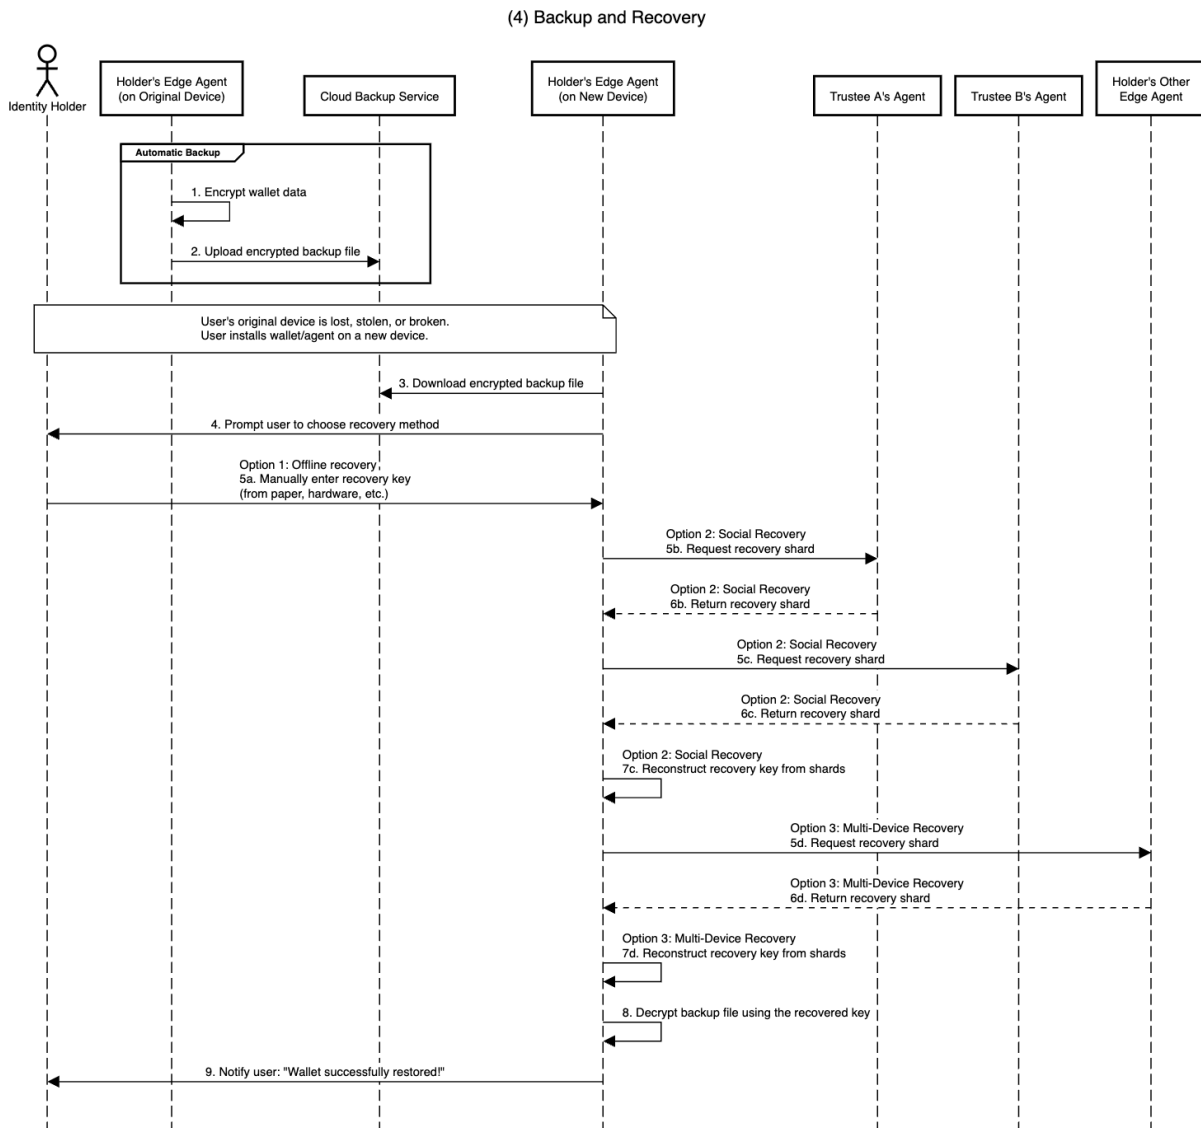 (4) Backup and Recovery
Identity Holder
Holder's Edge Agent
(on Original Device)
Cloud Backup Service
Holder's Edge Agent
(on New Device)
Trustee A's Agent
Trustee B's Agent
Holder's Other
Edge Agent
Automatic Backup
1. Encrypt wallet data
2. Upload encrypted backup file
User's original device is lost, stolen, or broken.
User installs wallet/agent on a new device.
3. Download encrypted backup file
4. Prompt user to choose recovery method
Option 1: Offline recovery
5a. Manually enter recovery key
(from paper, hardware, etc.)
Option 2: Social Recovery
5b. Request recovery shard
Option 2: Social Recovery
6b. Return recovery shard
Option 2: Social Recovery
5c. Request recovery shard
Option 2: Social Recovery
6c. Return recovery shard
Option 2: Social Recovery
7c. Reconstruct recovery key from shards
Option 3: Multi-Device Recovery
5d. Request recovery shard
Option 3: Multi-Device Recovery
6d. Return recovery shard
Option 3: Multi-Device Recovery
7d. Reconstruct recovery key from shards
8. Decrypt backup file using the recovered key
9. Notify user: "Wallet successfully restored!"